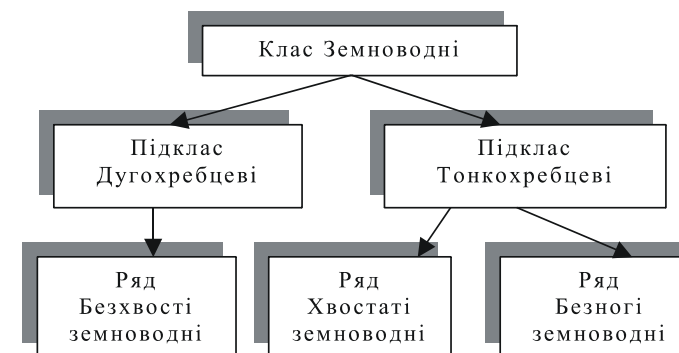 Клас Земноводні
Підклас
Дугохребцеві
Підклас
Тонкохребцеві
Ряд
Безхвості
земноводні
Ряд
Хвостаті
земноводні
Ряд
Безногі
земноводні